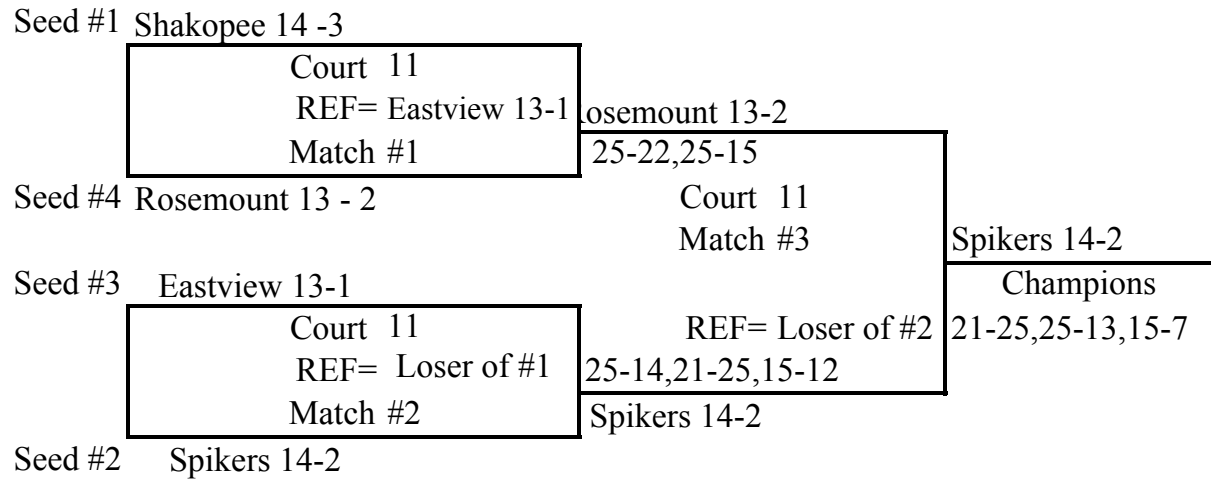 Seed #1 Shakopee 14 -3
Court 11
REF= Eastview 13-1
Match #1
Seed #4 Rosemount 13 - 2
osemount 13-2
25-22,25-15
Court 11
Match #3
REF= Loser of #2
Seed #3 Eastview 13-1
Court 11
REF= Loser of #1
Match #2
Seed #2 Spikers 14-2
25-14,21-25,15-12
Spikers 14-2
Spikers 14-2
Champions
21-25,25-13,15-7